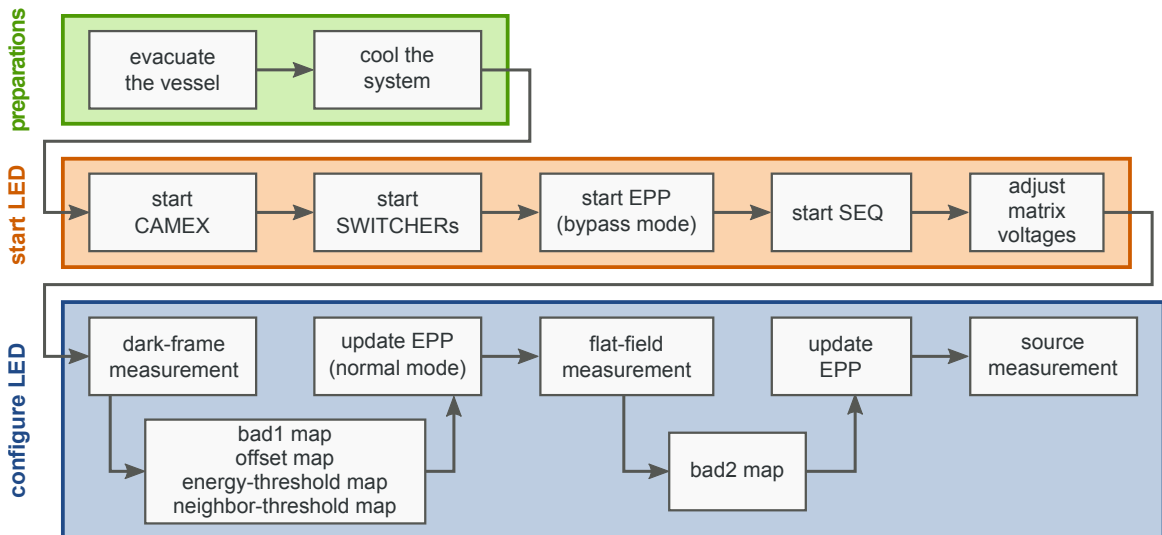 preparations
evacuate
the vessel
cool the
system
start LED
start
CAMEX
start
SWITCHERs
start EPP
(bypass mode)
start SEQ
adjust
matrix
voltages
configure LED
dark-frame
measurement
bad1 map
offset map
energy-threshold map
neighbor-threshold map
update EPP
(normal mode)
flat-field
measurement
bad2 map
update
EPP
source
measurement